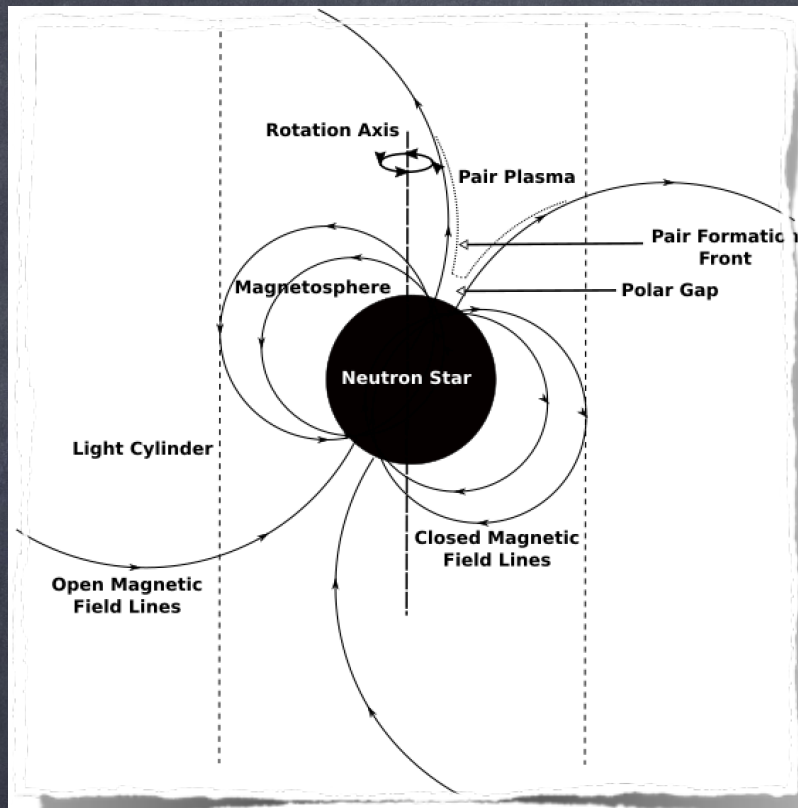 Rotation Axis
Pair Plasma
Pair Formation
Front
Magnetosphere
Polar Gap
Neutron Star
Light Cylinder
Closed Magnetic
Field Lines
Open Magnetic
Field Lines